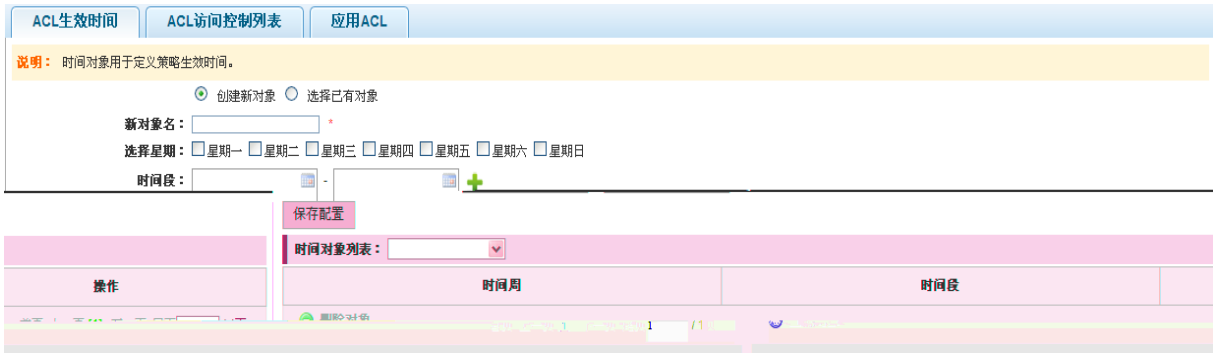 ACL生效时间 ACL访问控制列表 应用ACL
说明： 时间对象用于定义策略生效时间。
创建新对象 选择已有对象
新对象名： *
选择星期： 星期一 星期二 星期三 星期四 星期五 星期六 星期日
时间段： -
保存配置
时间对象列表：
操作 时间周 时间段
删除对象
1 / 1